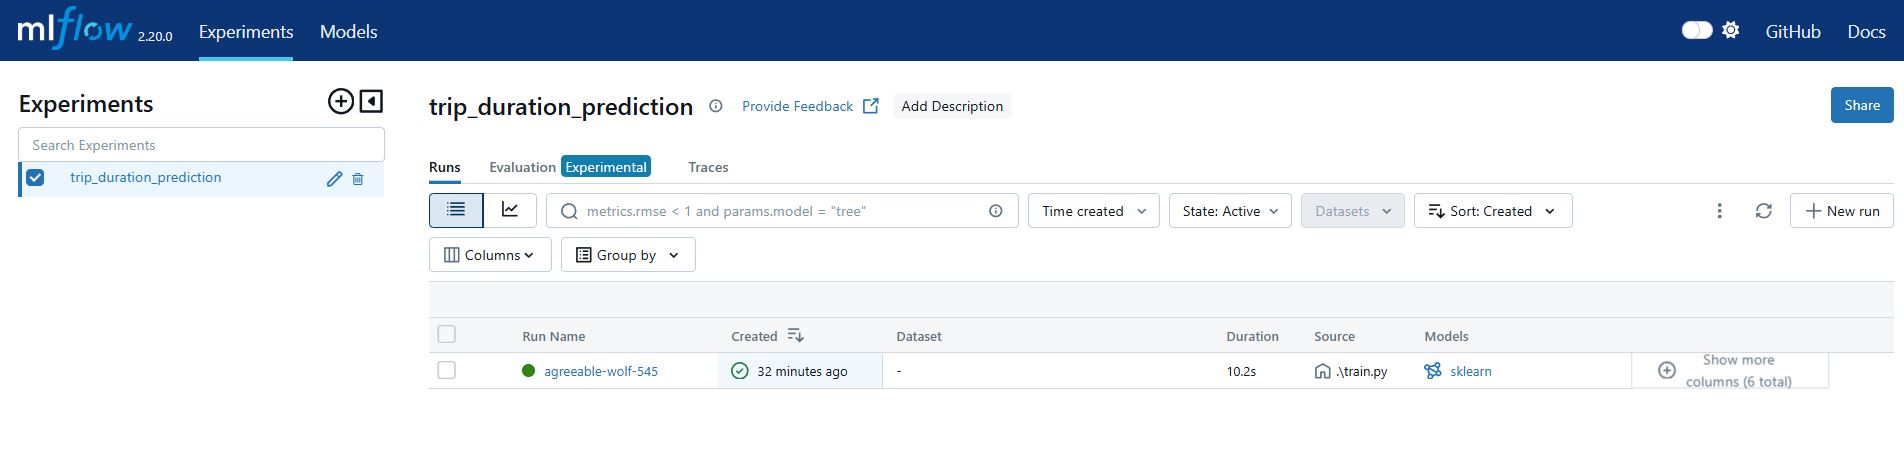 mlflow 2.20.0 Experiments Models GitHub Docs
Experiments
Search Experiments
trip_duration_prediction
trip_duration_prediction Provide Feedback Add Description Share
Runs Evaluation Experimental Traces
metrics.rmse < 1 and params.model = "tree" Time created State: Active Datasets Sort: Created New run
Columns Group by
Run Name Created Dataset Duration Source Models
agreeable-wolf-545 32 minutes ago - 10.2s .\train.py sklearn
Show more
columns (6 total)